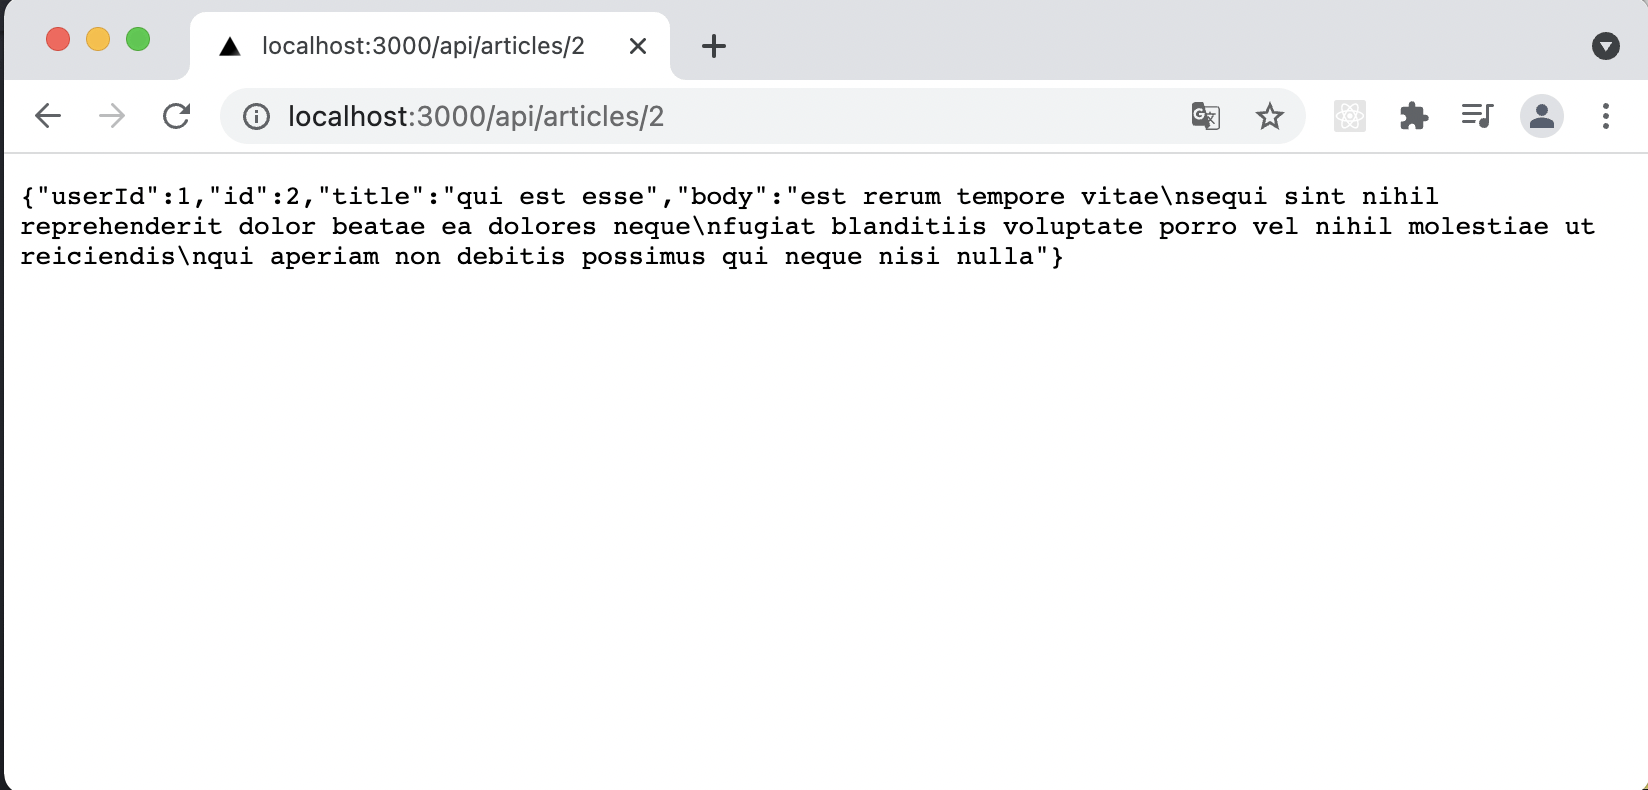 localhost:3000/api/articles/2
localhost:3000/api/articles/2
{"userId":1,"id":2,"title":"qui est esse","body":"est rerum tempore vitae\nsequi sint nihil
reprehenderit dolor beatae ea dolores neque\nfugiat blanditiis voluptate porro vel nihil molestiae ut
reiciendis\nqui aperiam non debitis possimus qui neque nisi nulla"}